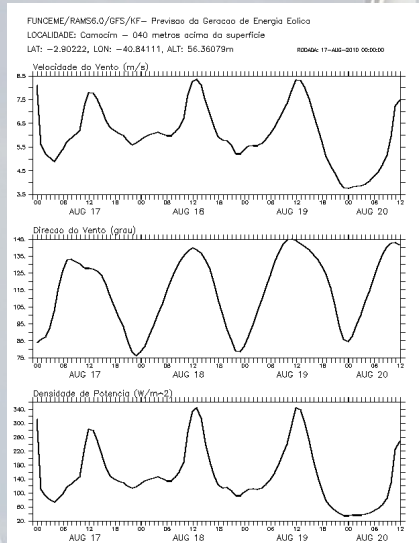 FUNCEME/RAMS6.0/GFS/KF− Previsao da Geracao de Energia Eolica
LOCALIDADE: Camocim − 040 metros acima da superficie
LAT: −2.90222, LON: −40.84111, ALT: 56.36079m
RODADA: 17−AUG−2010 00:00:00
Velocidade do Vento (m/s)
8.5
7.5
6.5
5.5
4.5
3.5
00 06 12 18 00 06 12 18 00 06 12 18 00 06 12
AUG 17 AUG 18 AUG 19 AUG 20
Direcao do Vento (grau)
145.
135.
125.
115.
105.
95.
85.
75.
00 06 12 18 00 06 12 18 00 06 12 18 00 06 12
AUG 17 AUG 18 AUG 19 AUG 20
Densidade de Potencia (W/m^2)
340.
300.
260.
220.
180.
140.
100.
60.
20.
00 06 12 18 00 06 12 18 00 06 12 18 00 06 12
AUG 17 AUG 18 AUG 19 AUG 20